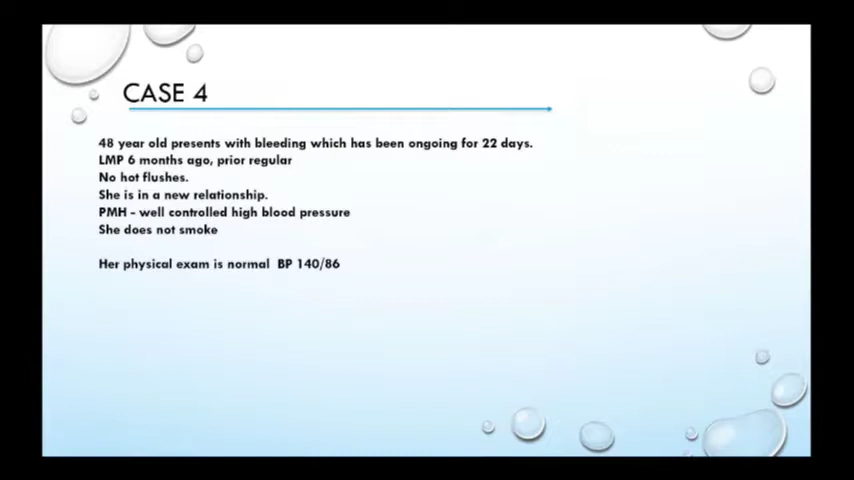 CASE 4
48 year old presents with bleeding which has been ongoing for 22 days.
LMP 6 months ago, prior regular
No hot flushes.
She is in a new relationship.
PMH - well controlled high blood pressure
She does not smoke
Her physical exam is normal BP 140/86